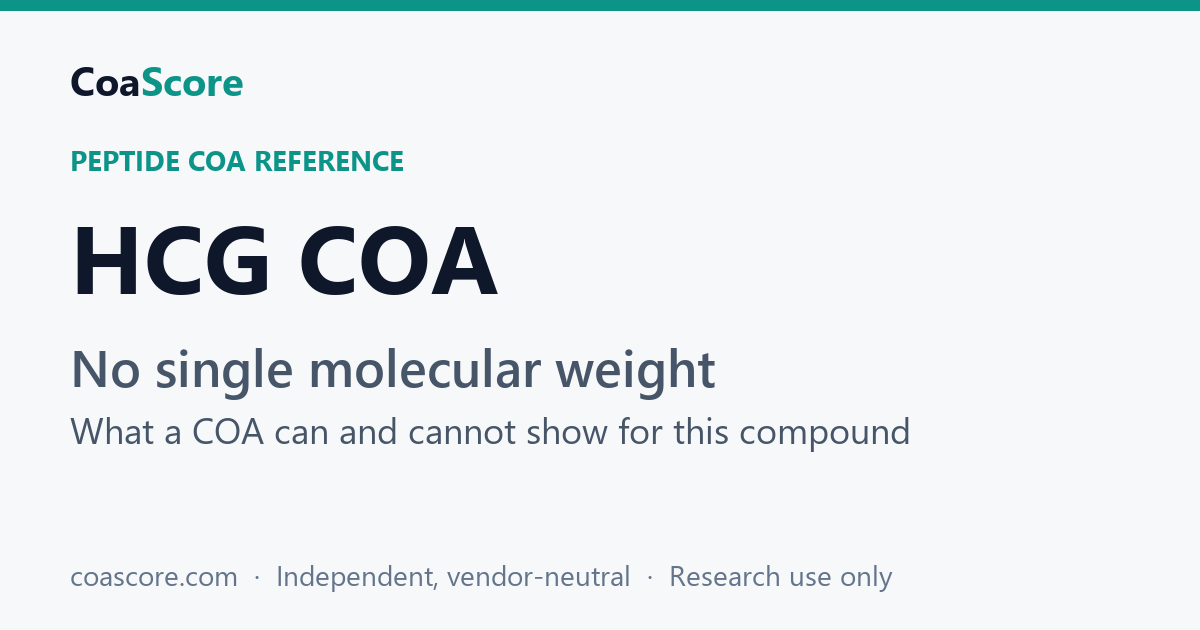 CoaScore
PEPTIDE COA REFERENCE
HCG COA
No single molecular weight
What a COA can and cannot show for this compound
coascore.com · Independent, vendor-neutral · Research use only